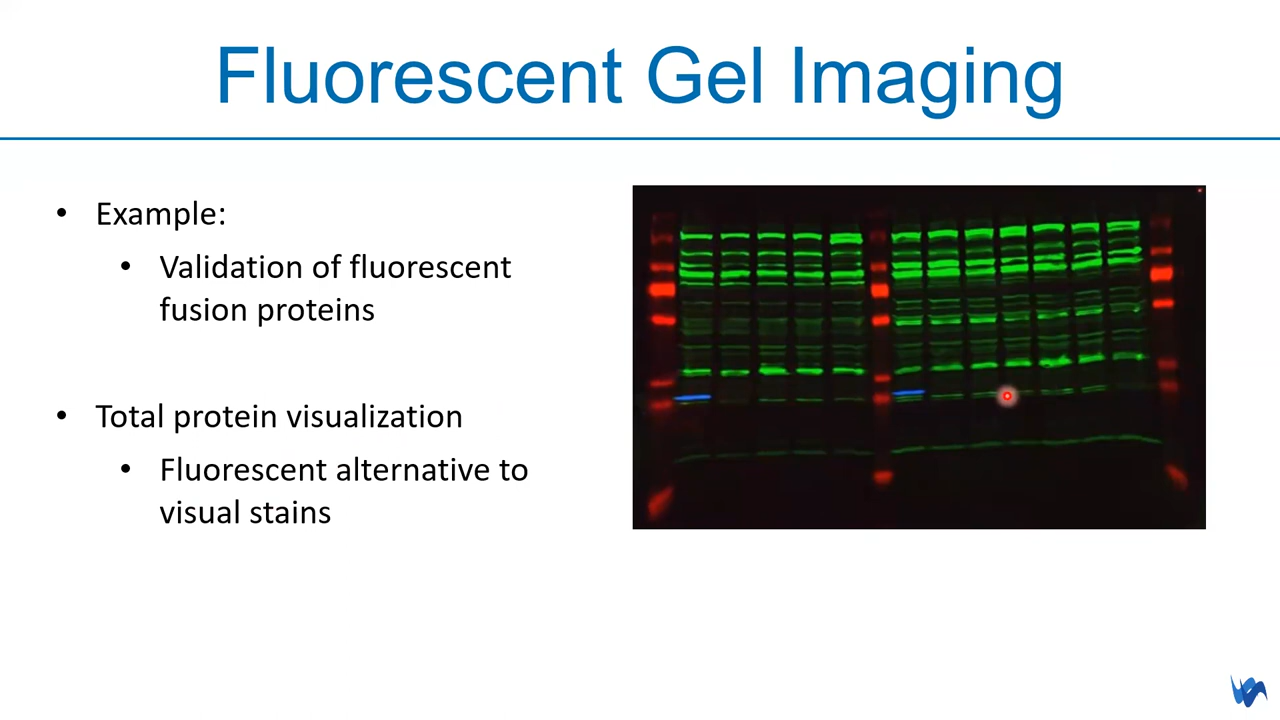 Fluorescent Gel Imaging
• Example:
• Validation of fluorescent
fusion proteins
• Total protein visualization
• Fluorescent alternative to
visual stains